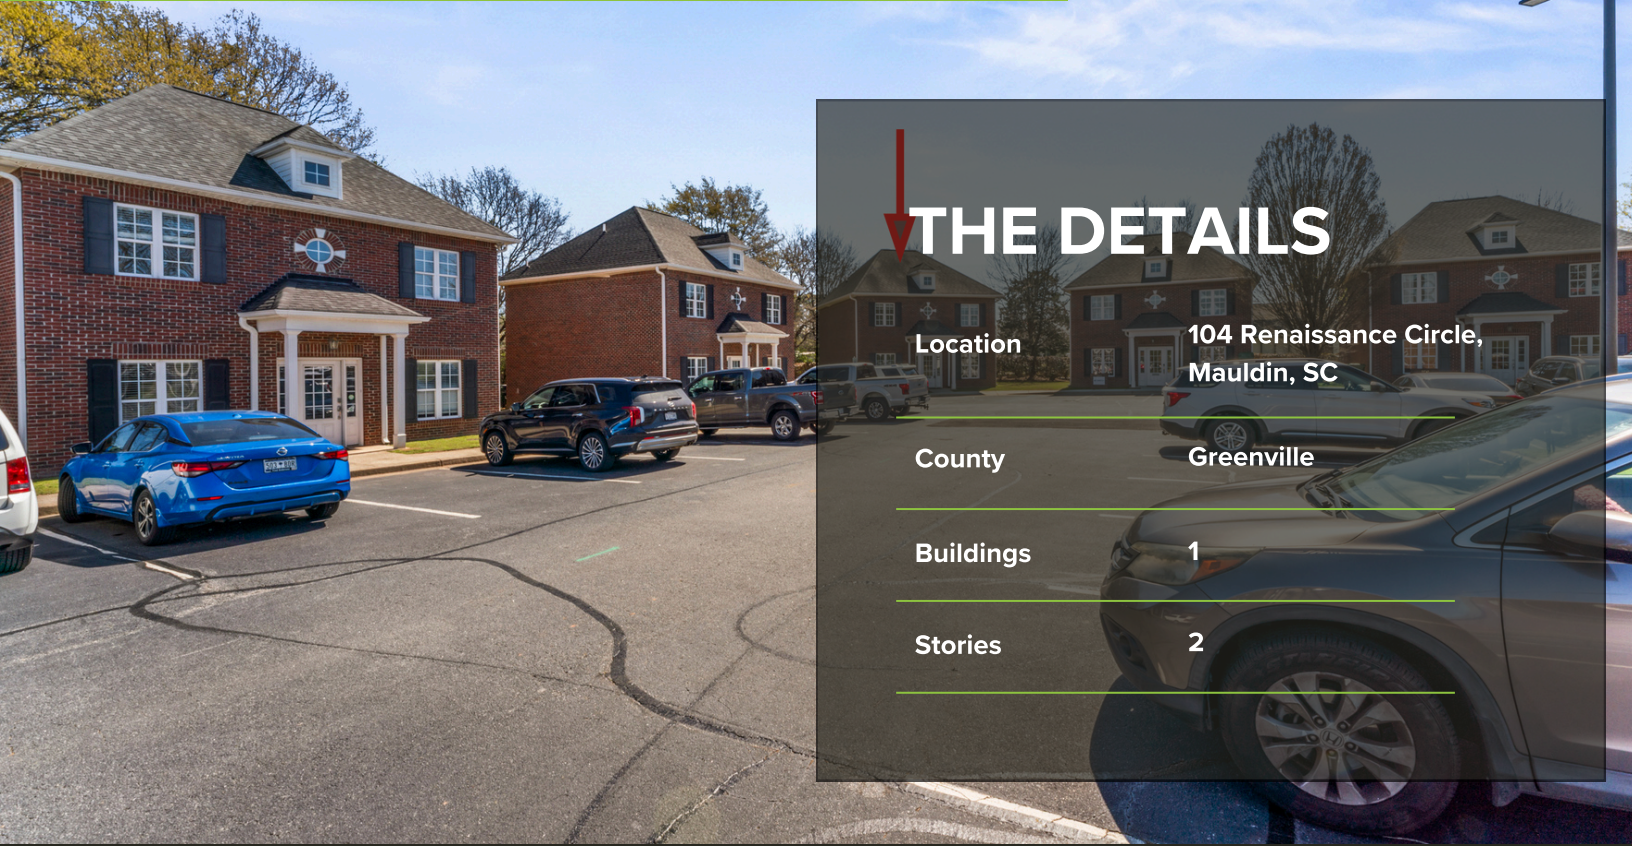 THE DETAILS
Location
104 Renaissance Circle,
Mauldin, SC
County
Greenville
Buildings
1
Stories
2